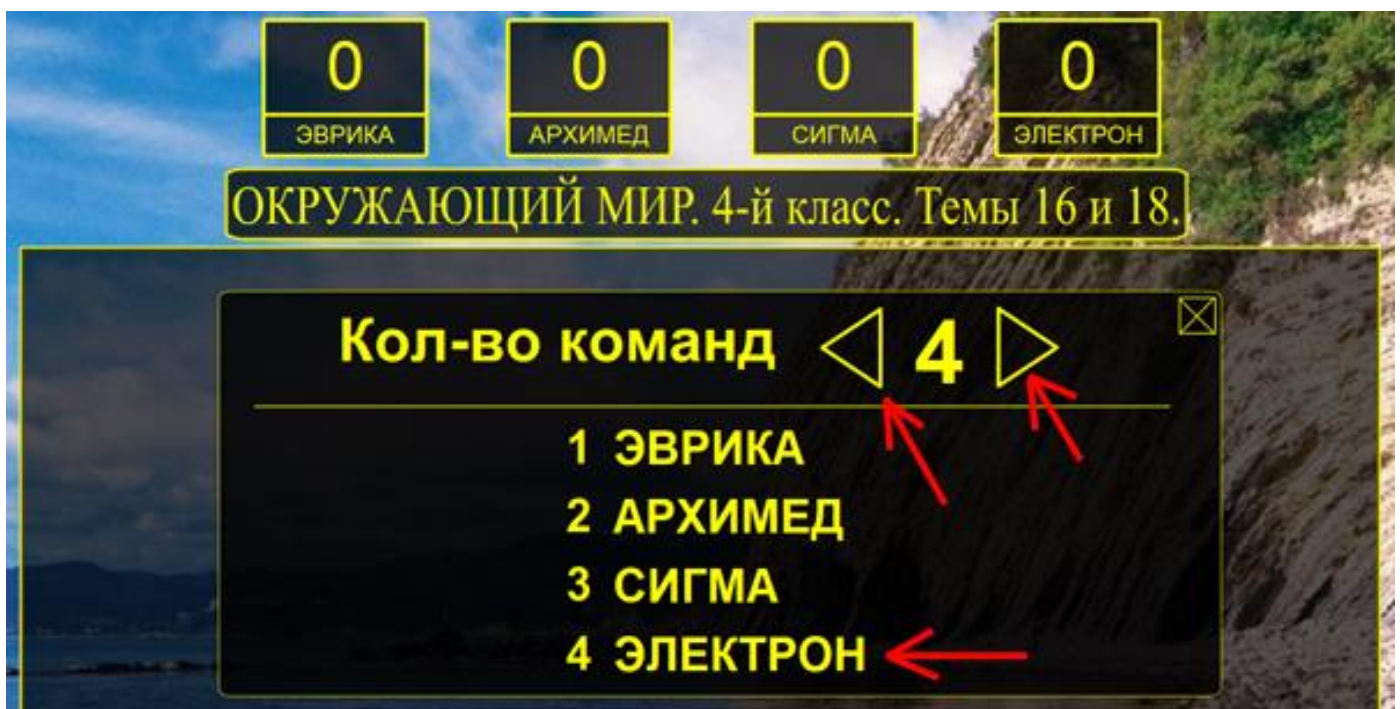 0 0 0 0
ЭВРИКА АРХИМЕД СИГМА ЭЛЕКТРОН
ОКРУЖАЮЩИЙ МИР. 4-й класс. Темы 16 и 18.
Кол-во команд 4
1 ЭВРИКА
2 АРХИМЕД
3 СИГМА
4 ЭЛЕКТРОН